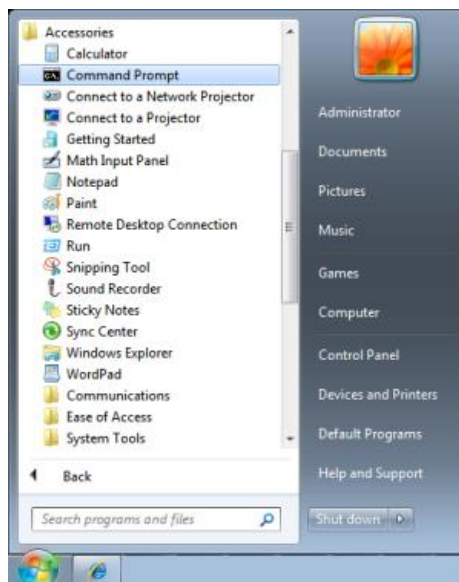 Accessories
Calculator
Command Prompt
Connect to a Network Projector
Connect to a Projector
Getting Started
Math Input Panel
Notepad
Paint
Remote Desktop Connection
Run
Snipping Tool
Sound Recorder
Sticky Notes
Sync Center
Windows Explorer
WordPad
Communications
Ease of Access
System Tools
Back
Search programs and files
Administrator
Documents
Pictures
Music
Games
Computer
Control Panel
Devices and Printers
Default Programs
Help and Support
Shut down